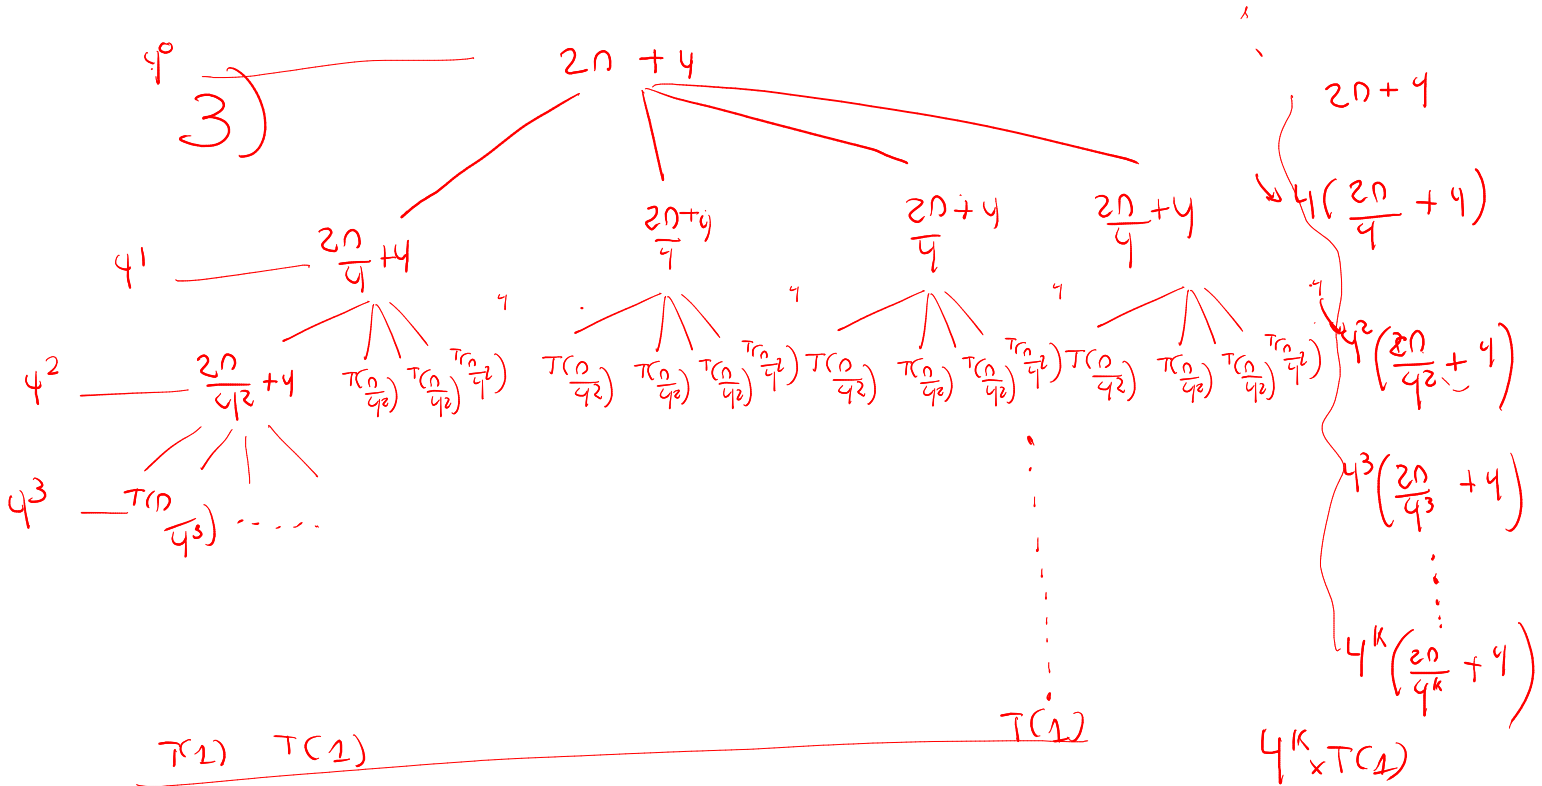 4^0 2n + 4
3)
2n + 4
4^1 2n/4 + 4 2n+4/4 2n/4 + 4 2n/4 + 4 4(2n/4 + 4)
4 4 4 4
4^2 2n/4^2 + 4 T(n/4^2) T(n/4^2) T(n/4^2) T(n/4^2) T(n/4^2) T(n/4^2) T(n/4^2) T(n/4^2) T(n/4^2) T(n/4^2) T(n/4^2) T(n/4^2) T(n/4^2) T(n/4^2) T(n/4^2) 4^2(2n/4^2 + 4)
4^3 T(n/4^3) ...... 4^3(2n/4^3 + 4)
4^k(2n/4^k + 4)
T(1) T(1) T(1)
4^k x T(1)